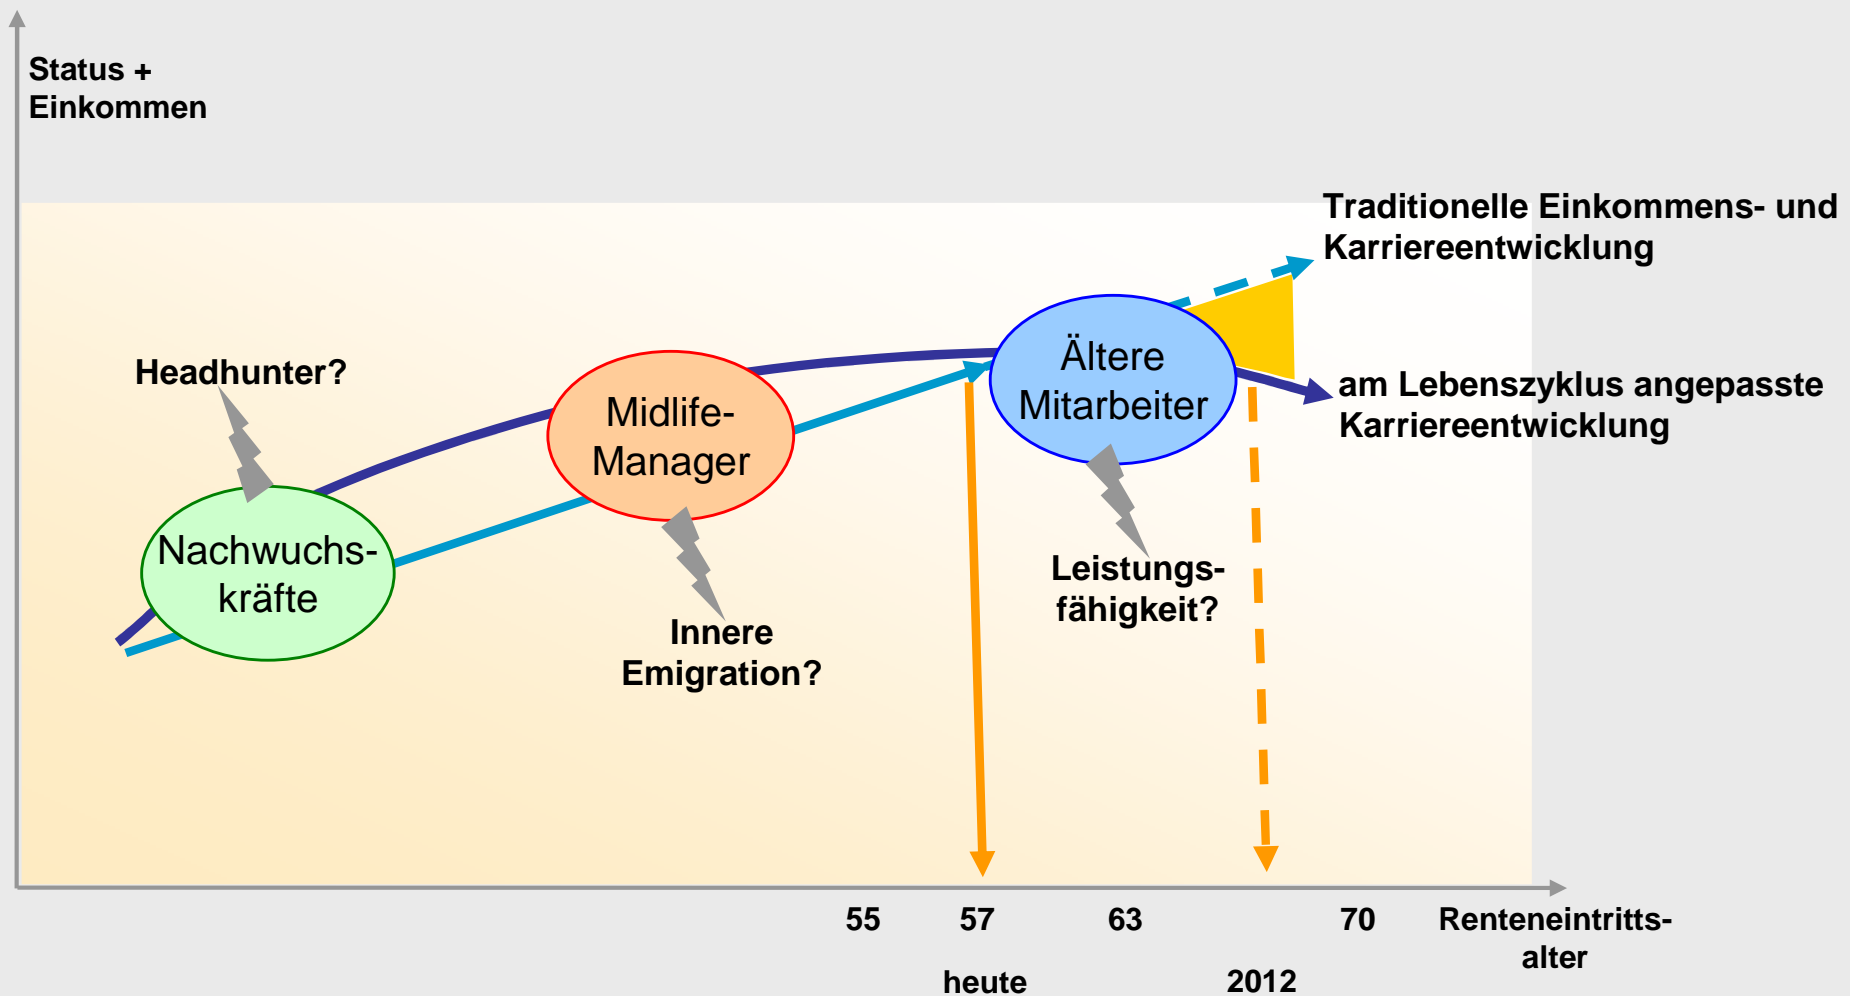 Status +
Einkommen
Traditionelle Einkommens- und
Karriereentwicklung
Headhunter?
Ältere
Mitarbeiter
am Lebenszyklus angepasste
Karriereentwicklung
Midlife-
Manager
Nachwuchs-
kräfte
Leistungs-
fähigkeit?
Innere
Emigration?
55 57 63 70 Renteneintritts-
alter
heute 2012